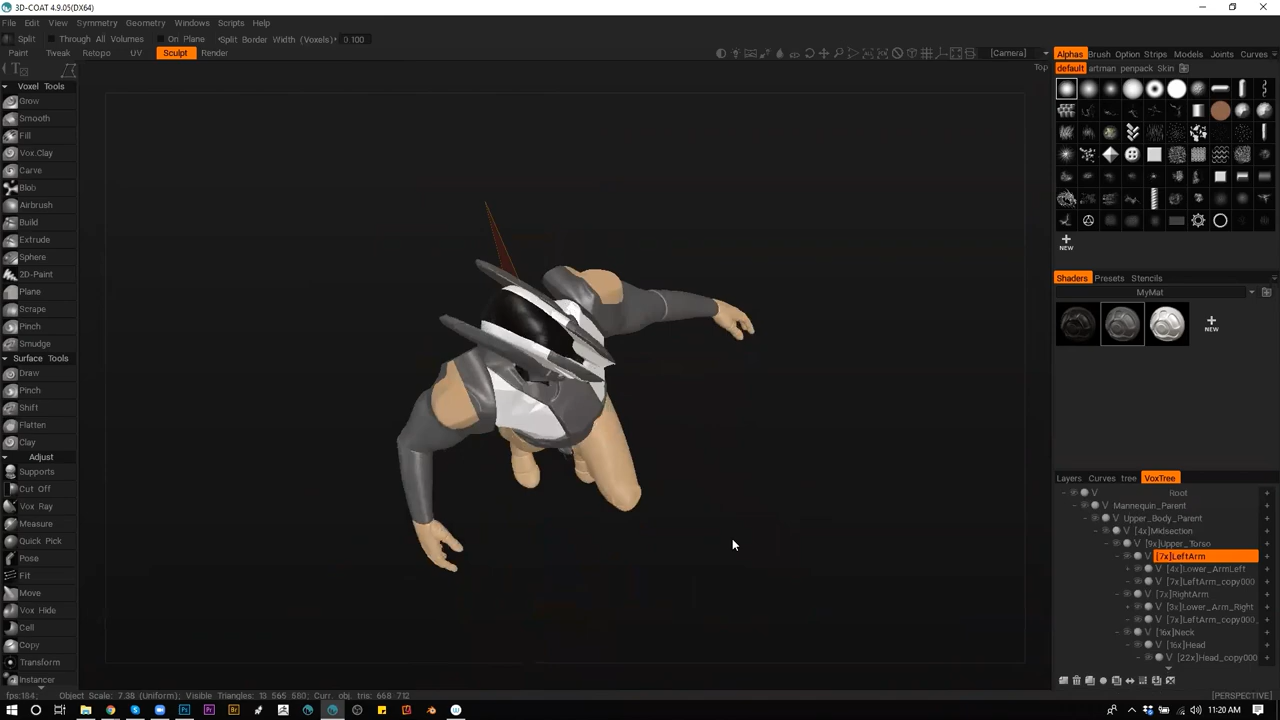 3D-COAT 4.9.05(DX64)
File Edit View Symmetry Geometry Windows Scripts Help
Split Through All Volumes On Plane Split Border Width (Voxels) 0.100
Paint Tweak Retopo UV Sculpt Render [Camera] Alphas Brush Option Strips Models Joints Curves
Top default artman penpack Skin
Voxel Tools
Grow
Smooth
Fill
Vox.Clay
Carve
Blob
Airbrush
Build
Extrude
Sphere
2D-Paint
Plane
Scrape
Pinch
Smudge
Surface Tools
Draw
Pinch
Shift
Flatten
Clay
Adjust
Supports
Cut Off
Vox Ray
Measure
Quick Pick
Pose
Fit
Move
Vox Hide
Cell
Copy
Transform
Instancer
NEW
Shaders Presets Stencils
MyMat
NEW
Layers Curves tree VoxTree
V Root
V Mannequin_Parent
V Upper_Body_Parent
V [4x]Midsection
V [9x]Upper_Torso
V [7x]LeftArm
V [4x]Lower_ArmLeft
V [7x]LeftArm_copy000
V [7x]RightArm
V [3x]Lower_Arm_Right
V [7x]LeftArm_copy000_
V [16x]Neck
V [16x]Head
V [22x]Head_copy000
fps:184; Object Scale: 7.38 (Uniform); Visible Triangles: 13 565 580; Curr. obj. tris: 668 712 [PERSPECTIVE]
11:20 AM